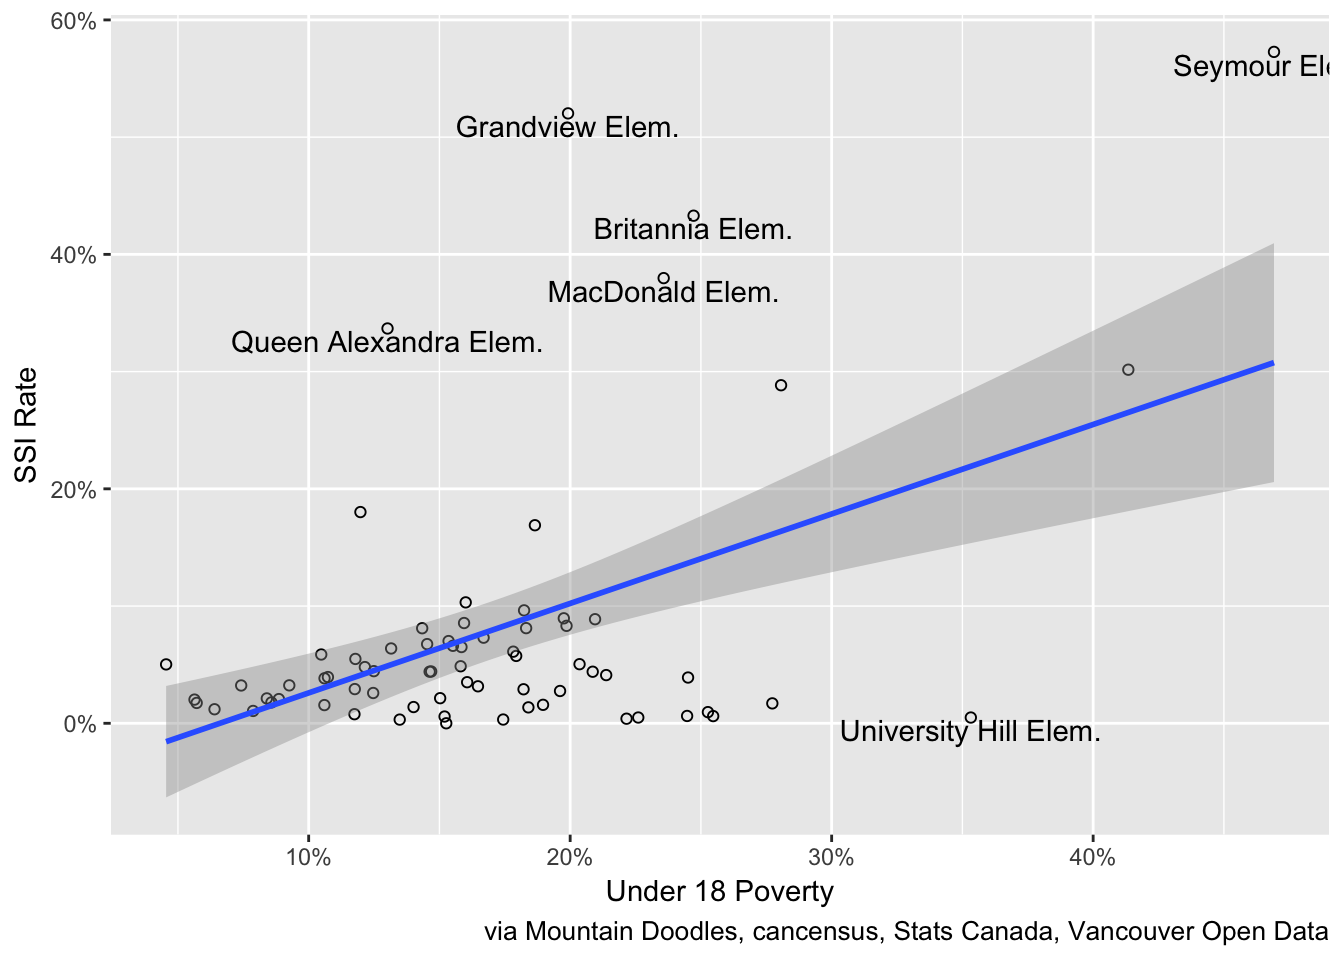 60%
Seymour Ele
Grandview Elem.
Britannia Elem.
40%
MacDonald Elem.
Queen Alexandra Elem.
SSI Rate
20%
0%
University Hill Elem.
10% 20% 30% 40%
Under 18 Poverty
via Mountain Doodles, cancensus, Stats Canada, Vancouver Open Data